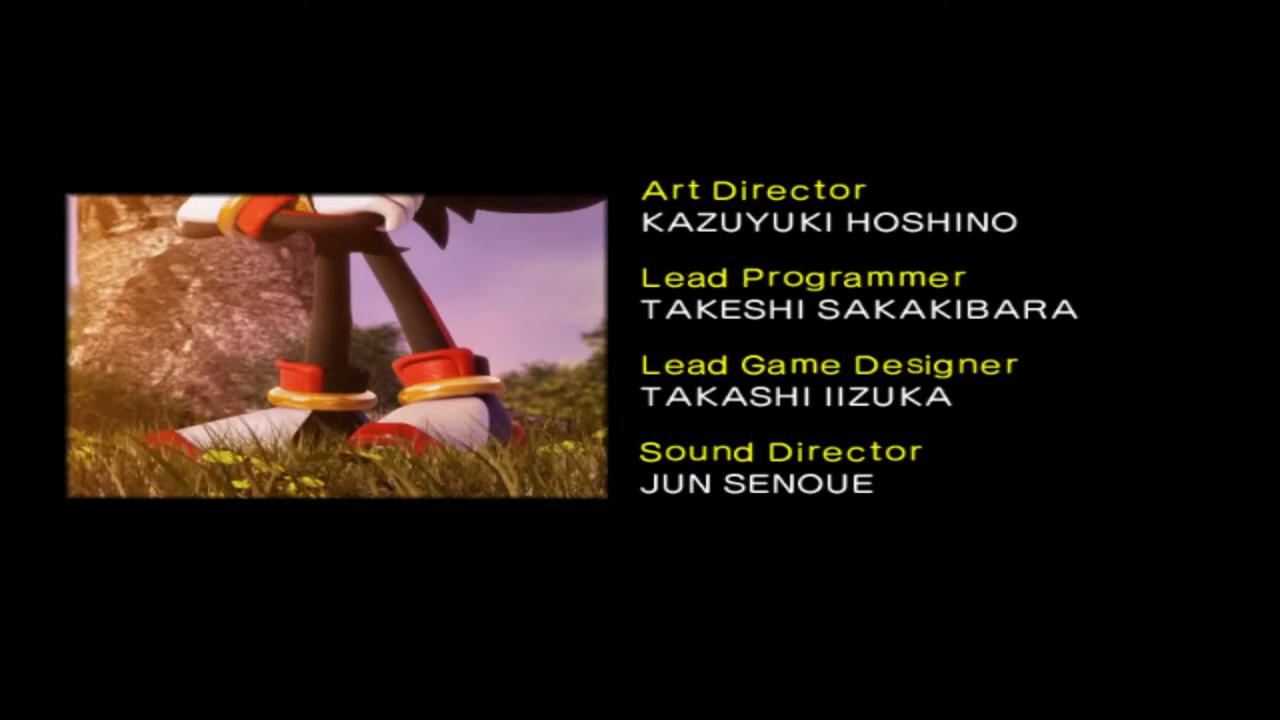 Art Director
KAZUYUKI HOSHINO
Lead Programmer
TAKESHI SAKAKIBARA
Lead Game Designer
TAKASHI IIZUKA
Sound Director
JUN SENOUE